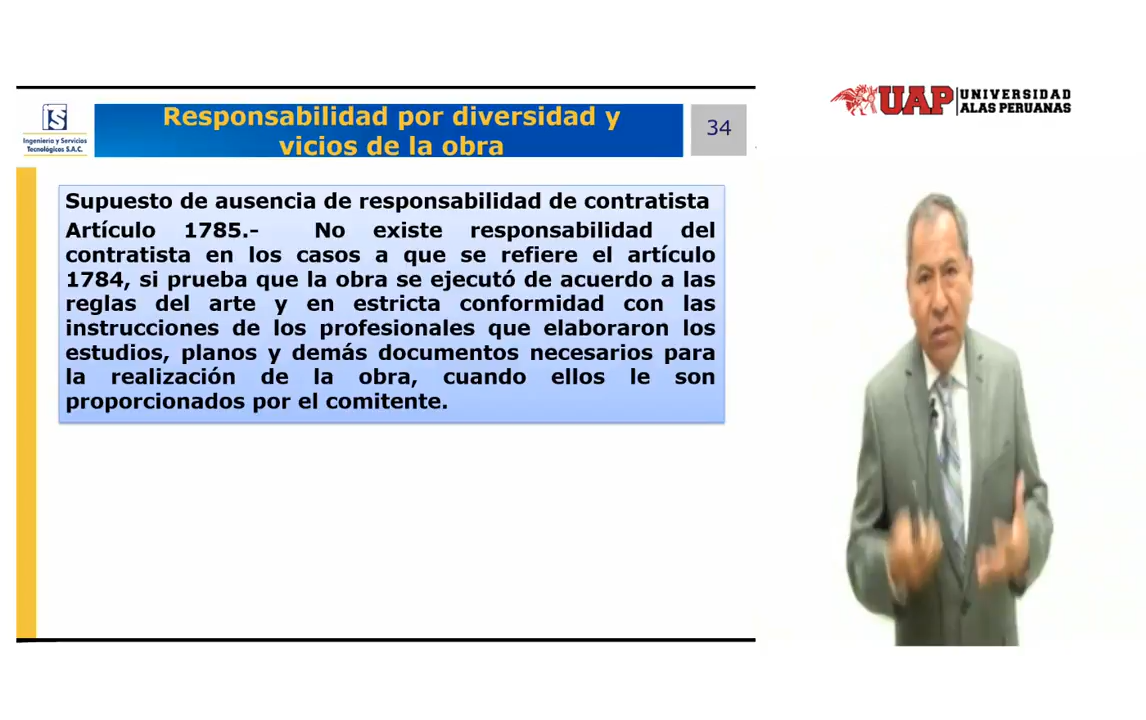 IS
Ingeniería y Servicios
Tecnológicos S.A.C.
Responsabilidad por diversidad y
vicios de la obra
34
UAP
UNIVERSIDAD
ALAS PERUANAS
Supuesto de ausencia de responsabilidad de contratista
Artículo 1785.- No existe responsabilidad del
contratista en los casos a que se refiere el artículo
1784, si prueba que la obra se ejecutó de acuerdo a las
reglas del arte y en estricta conformidad con las
instrucciones de los profesionales que elaboraron los
estudios, planos y demás documentos necesarios para
la realización de la obra, cuando ellos le son
proporcionados por el comitente.